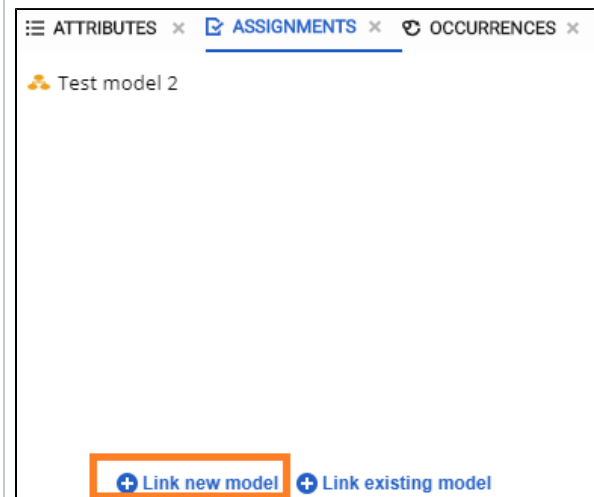 ATTRIBUTES × ASSIGNMENTS × OCCURRENCES ×
Test model 2
Link new model Link existing model